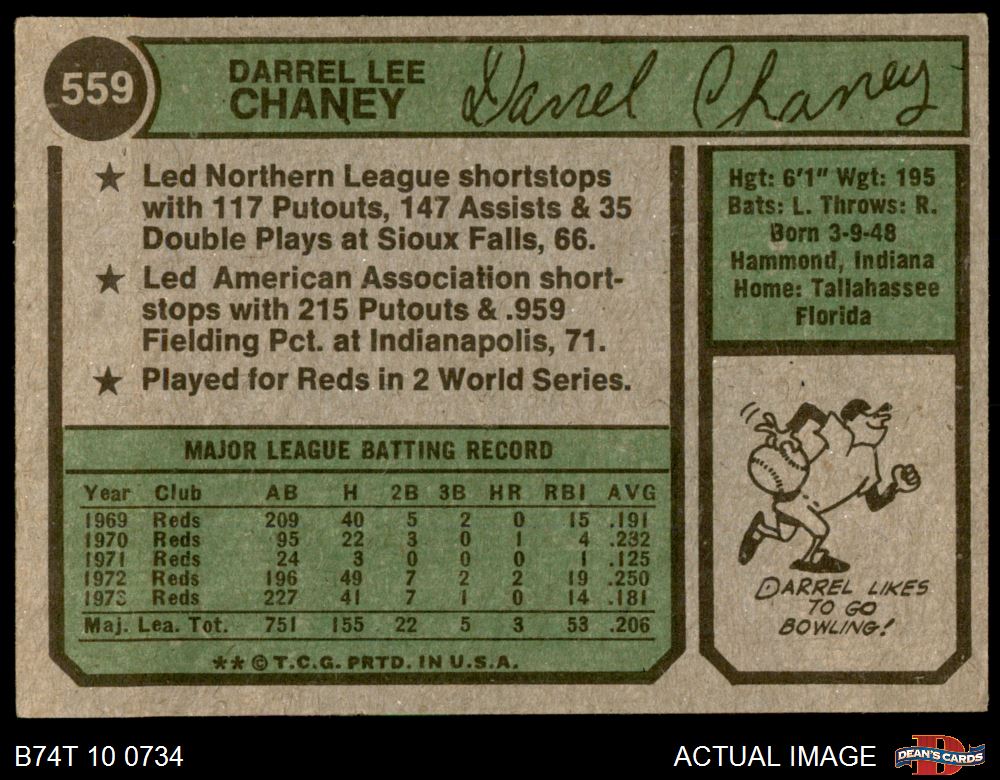 559
DARREL LEE
CHANEY
Darrel Chaney
★ Led Northern League shortstops
with 117 Putouts, 147 Assists & 35
Double Plays at Sioux Falls, 66.
★ Led American Association short-
stops with 215 Putouts & .959
Fielding Pct. at Indianapolis, 71.
★ Played for Reds in 2 World Series.
MAJOR LEAGUE BATTING RECORD
Year Club AB H 2B 3B HR RBI AVG
1969 Reds 209 40 5 2 0 15 .191
1970 Reds 95 22 3 0 1 4 .232
1971 Reds 24 3 0 0 0 1 .125
1972 Reds 196 49 7 2 2 19 .250
1973 Reds 227 41 7 1 0 14 .181
Maj. Lea. Tot. 751 155 22 5 3 53 .206
** © T.C.G. PRTD. IN U.S.A.
Hgt: 6'1" Wgt: 195
Bats: L. Throws: R.
Born 3-9-48
Hammond, Indiana
Home: Tallahassee
Florida
DARREL LIKES
TO GO
BOWLING!
B74T 10 0734
ACTUAL IMAGE
D
DEAN'S CARDS